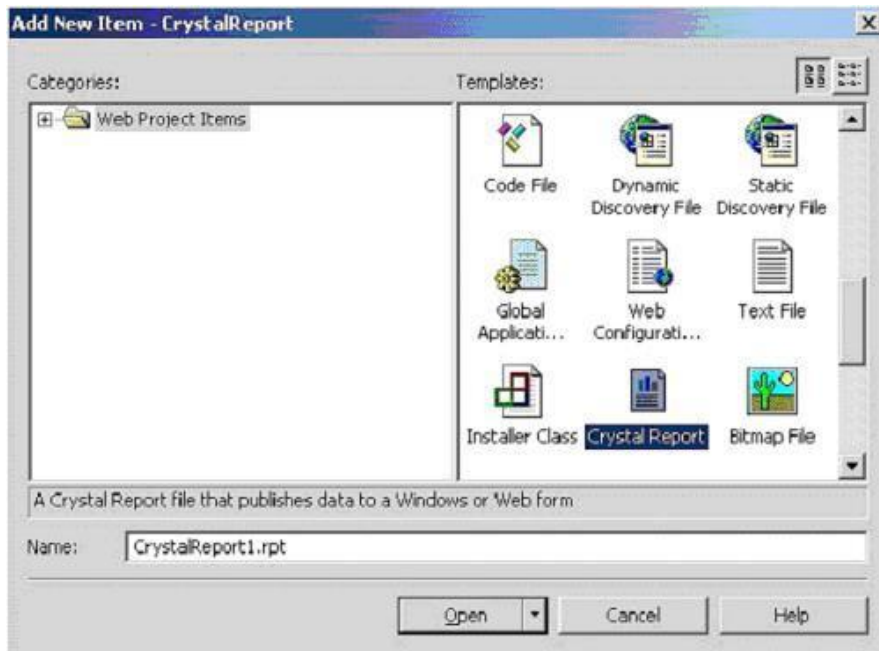 Add New Item - CrystalReport
Categories:
Templates:
Web Project Items
Code File
Dynamic Discovery File
Static Discovery File
Global Applicati...
Web Configurati...
Text File
Installer Class
Crystal Report
Bitmap File
A Crystal Report file that publishes data to a Windows or Web form
Name:
CrystalReport1.rpt
Open
Cancel
Help